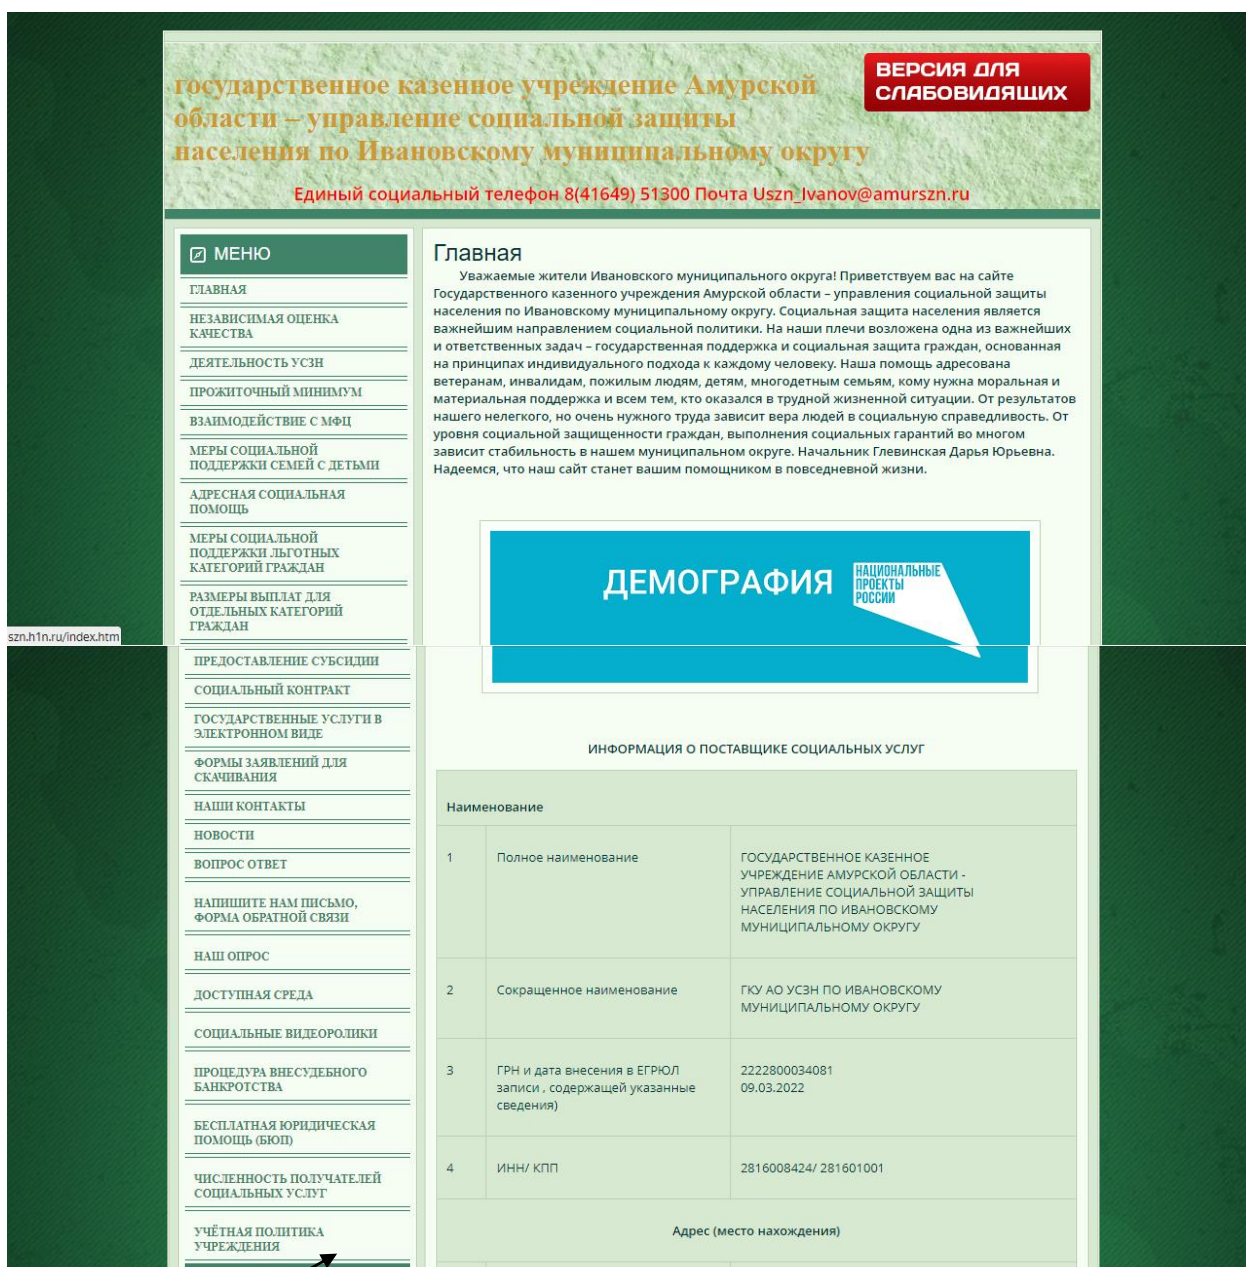 государственное казенное учреждение Амурской
области – управление социальной защиты
населения по Ивановскому муниципальному округу
ВЕРСИЯ ДЛЯ
СЛАБОВИДЯЩИХ
Единый социальный телефон 8(41649) 51300 Почта Uszn_Ivanov@amurszn.ru
МЕНЮ
ГЛАВНАЯ
НЕЗАВИСИМАЯ ОЦЕНКА
КАЧЕСТВА
ДЕЯТЕЛЬНОСТЬ УСЗН
ПРОЖИТОЧНЫЙ МИНИМУМ
ВЗАИМОДЕЙСТВИЕ С МФЦ
МЕРЫ СОЦИАЛЬНОЙ
ПОДДЕРЖКИ СЕМЕЙ С ДЕТЬМИ
АДРЕСНАЯ СОЦИАЛЬНАЯ
ПОМОЩЬ
МЕРЫ СОЦИАЛЬНОЙ
ПОДДЕРЖКИ ЛЬГОТНЫХ
КАТЕГОРИЙ ГРАЖДАН
РАЗМЕРЫ ВЫПЛАТ ДЛЯ
ОТДЕЛЬНЫХ КАТЕГОРИЙ
ГРАЖДАН
szn.h1n.ru/index.htm
ПРЕДОСТАВЛЕНИЕ СУБСИДИИ
СОЦИАЛЬНЫЙ КОНТРАКТ
ГОСУДАРСТВЕННЫЕ УСЛУГИ В
ЭЛЕКТРОННОМ ВИДЕ
ФОРМЫ ЗАЯВЛЕНИЙ ДЛЯ
СКАЧИВАНИЯ
НАШИ КОНТАКТЫ
НОВОСТИ
ВОПРОС ОТВЕТ
НАПИШИТЕ НАМ ПИСЬМО,
ФОРМА ОБРАТНОЙ СВЯЗИ
НАШ ОПРОС
ДОСТУПНАЯ СРЕДА
СОЦИАЛЬНЫЕ ВИДЕОРОЛИКИ
ПРОЦЕДУРА ВНЕСУДЕБНОГО
БАНКРОТСТВА
БЕСПЛАТНАЯ ЮРИДИЧЕСКАЯ
ПОМОЩЬ (БЮП)
ЧИСЛЕННОСТЬ ПОЛУЧАТЕЛЕЙ
СОЦИАЛЬНЫХ УСЛУГ
УЧЁТНАЯ ПОЛИТИКА
УЧРЕЖДЕНИЯ
Главная
Уважаемые жители Ивановского муниципального округа! Приветствуем вас на сайте
Государственного казенного учреждения Амурской области – управления социальной защиты
населения по Ивановскому муниципальному округу. Социальная защита населения является
важнейшим направлением социальной политики. На наши плечи возложена одна из важнейших
и ответственных задач – государственная поддержка и социальная защита граждан, основанная
на принципах индивидуального подхода к каждому человеку. Наша помощь адресована
ветеранам, инвалидам, пожилым людям, детям, многодетным семьям, кому нужна моральная и
материальная поддержка и всем тем, кто оказался в трудной жизненной ситуации. От результатов
нашего нелегкого, но очень нужного труда зависит вера людей в социальную справедливость. От
уровня социальной защищенности граждан, выполнения социальных гарантий во многом
зависит стабильность в нашем муниципальном округе. Начальник Глевинская Дарья Юрьевна.
Надеемся, что наш сайт станет вашим помощником в повседневной жизни.
ДЕМОГРАФИЯ
НАЦИОНАЛЬНЫЕ
ПРОЕКТЫ
РОССИИ
ИНФОРМАЦИЯ О ПОСТАВЩИКЕ СОЦИАЛЬНЫХ УСЛУГ
Наименование
1 Полное наименование ГОСУДАРСТВЕННОЕ КАЗЕННОЕ
УЧРЕЖДЕНИЕ АМУРСКОЙ ОБЛАСТИ -
УПРАВЛЕНИЕ СОЦИАЛЬНОЙ ЗАЩИТЫ
НАСЕЛЕНИЯ ПО ИВАНОВСКОМУ
МУНИЦИПАЛЬНОМУ ОКРУГУ
2 Сокращенное наименование ГКУ АО УСЗН ПО ИВАНОВСКОМУ
МУНИЦИПАЛЬНОМУ ОКРУГУ
3 ГРН и дата внесения в ЕГРЮЛ 2222800034081
записи , содержащей указанные 09.03.2022
сведения)
4 ИНН/ КПП 2816008424/ 281601001
Адрес (место нахождения)